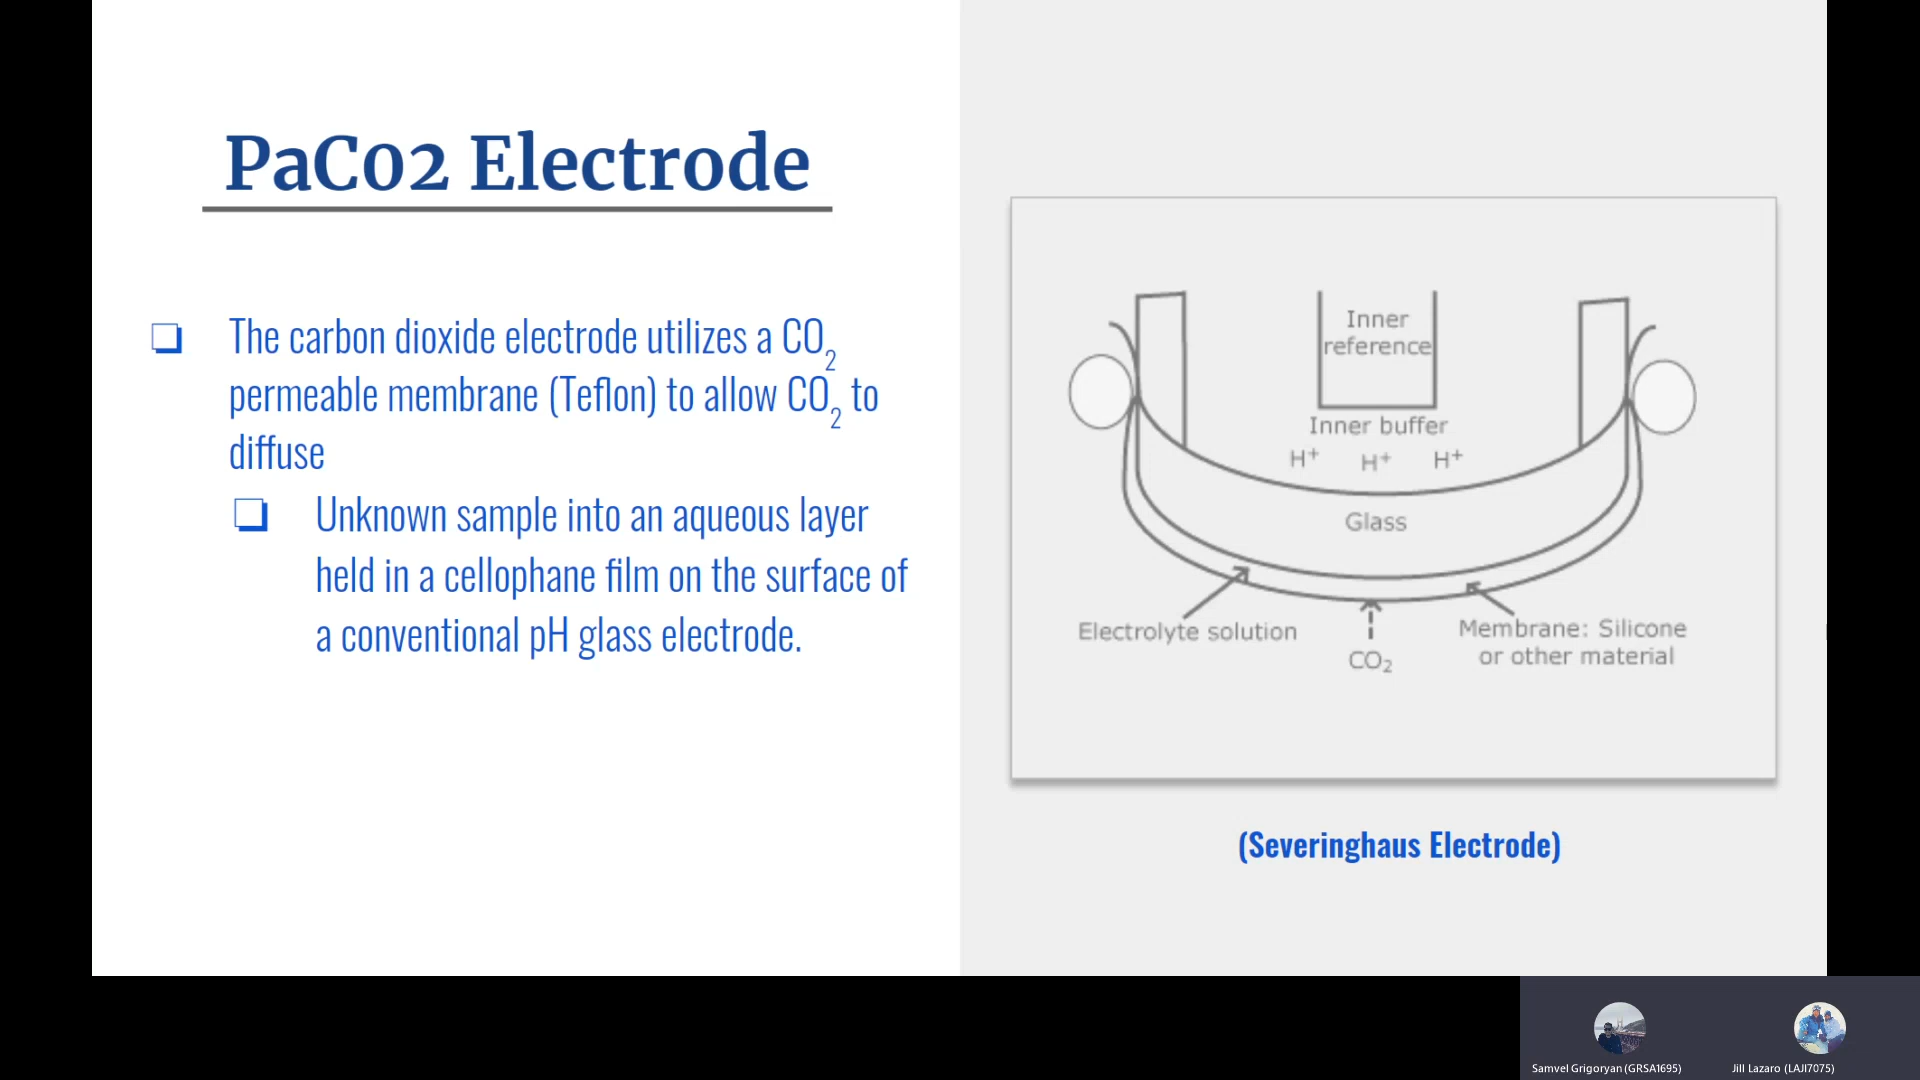 PaC02 Electrode
The carbon dioxide electrode utilizes a CO2
permeable membrane (Teflon) to allow CO2 to
diffuse
Unknown sample into an aqueous layer
held in a cellophane film on the surface of
a conventional pH glass electrode.
Inner
reference
Inner buffer
H+ H+ H+
Glass
Electrolyte solution
CO2
Membrane: Silicone
or other material
(Severinghaus Electrode)
Samvel Grigoryan (GRSA1695)
Jill Lazaro (LAJI7075)